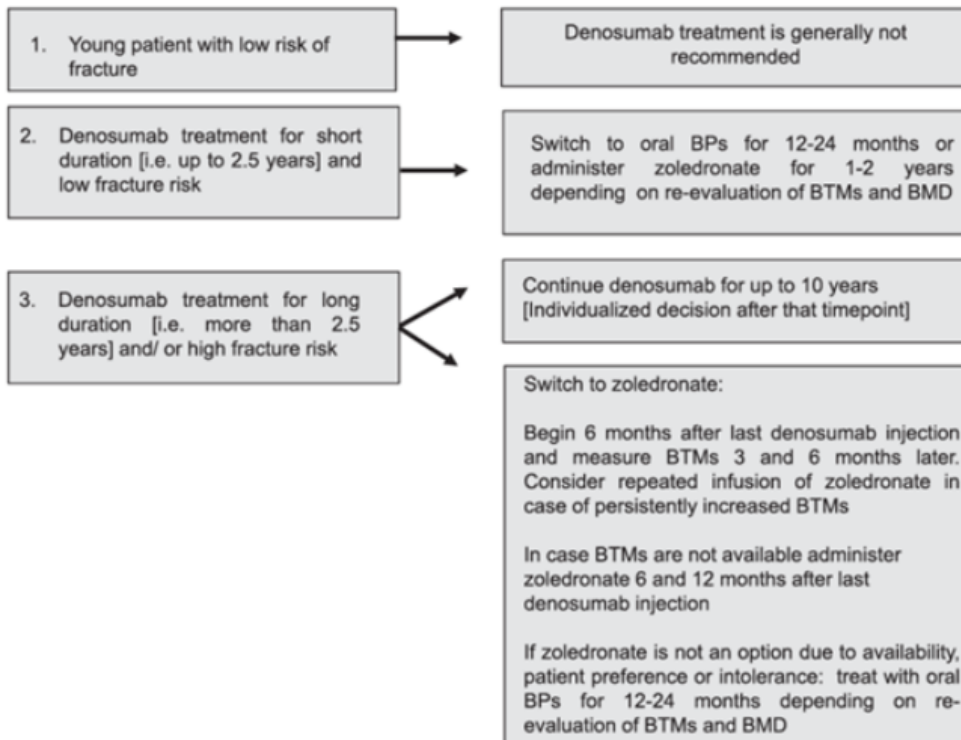 1. Young patient with low risk of
fracture
Denosumab treatment is generally not
recommended
2. Denosumab treatment for short
duration [i.e. up to 2.5 years] and
low fracture risk
Switch to oral BPs for 12-24 months or
administer zoledronate for 1-2 years
depending on re-evaluation of BTMs and BMD
3. Denosumab treatment for long
duration [i.e. more than 2.5
years] and/ or high fracture risk
Continue denosumab for up to 10 years
[Individualized decision after that timepoint]
Switch to zoledronate:
Begin 6 months after last denosumab injection
and measure BTMs 3 and 6 months later.
Consider repeated infusion of zoledronate in
case of persistently increased BTMs
In case BTMs are not available administer
zoledronate 6 and 12 months after last
denosumab injection
If zoledronate is not an option due to availability,
patient preference or intolerance: treat with oral
BPs for 12-24 months depending on re-
evaluation of BTMs and BMD